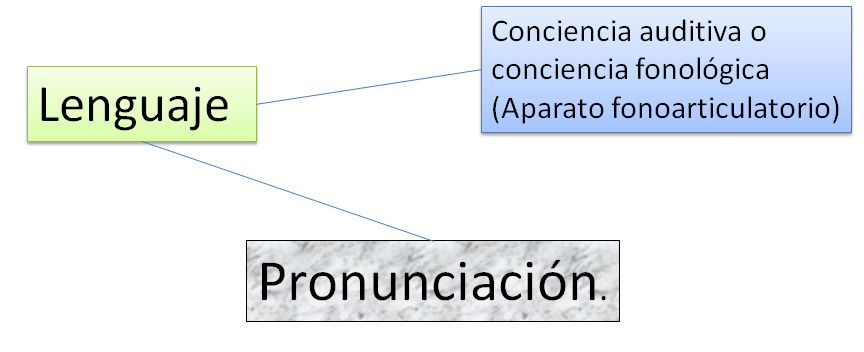 Lenguaje
Conciencia auditiva o
conciencia fonológica
(Aparato fonoarticulatorio)
Pronunciación.